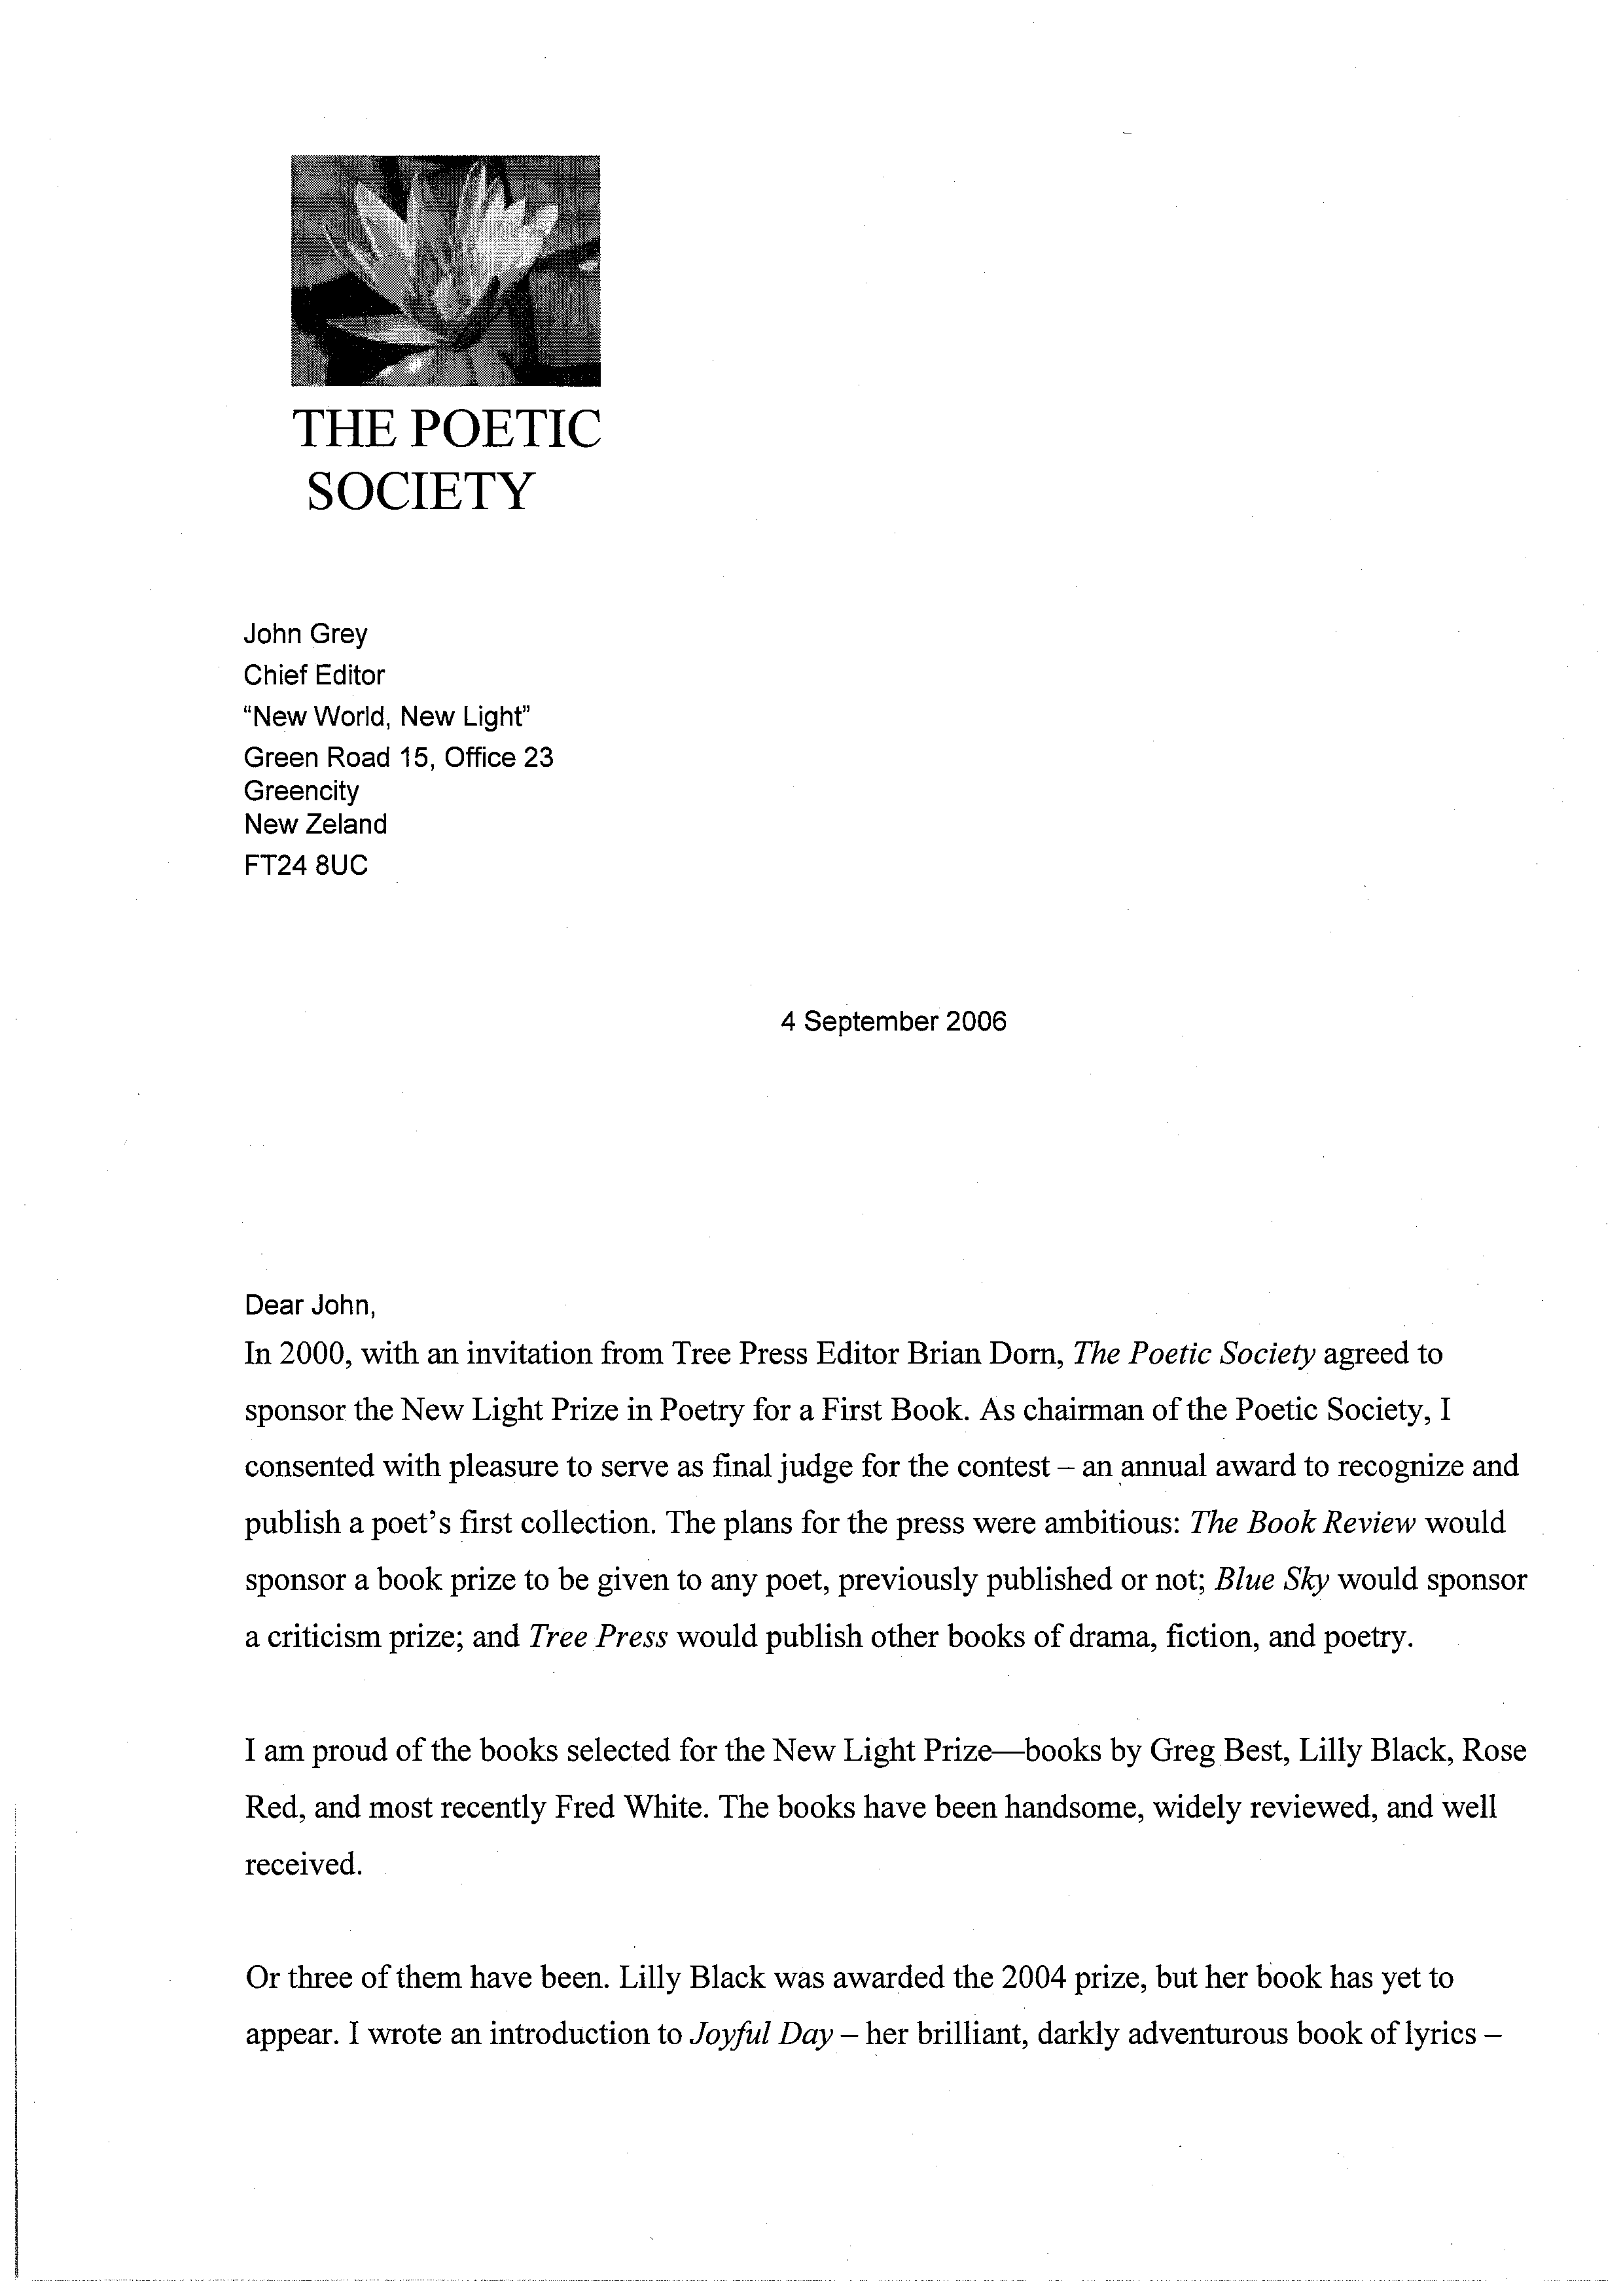 THE POETIC
SOCIETY
John Grey
Chief Editor
“New World, New Light”
Green Road 15, Office 23
Greencity
New Zeland
FT24 8UC
4 September 2006
Dear John,
In 2000, with an invitation from Tree Press Editor Brian Dorn, The Poetic Society agreed to
sponsor the New Light Prize in Poetry for a First Book. As chairman of the Poetic Society, I
consented with pleasure to serve as final judge for the contest – an annual award to recognize and
publish a poet’s first collection. The plans for the press were ambitious: The Book Review would
sponsor a book prize to be given to any poet, previously published or not; Blue Sky would sponsor
a criticism prize; and Tree Press would publish other books of drama, fiction, and poetry.
I am proud of the books selected for the New Light Prize—books by Greg Best, Lilly Black, Rose
Red, and most recently Fred White. The books have been handsome, widely reviewed, and well
received.
Or three of them have been. Lilly Black was awarded the 2004 prize, but her book has yet to
appear. I wrote an introduction to Joyful Day – her brilliant, darkly adventurous book of lyrics –